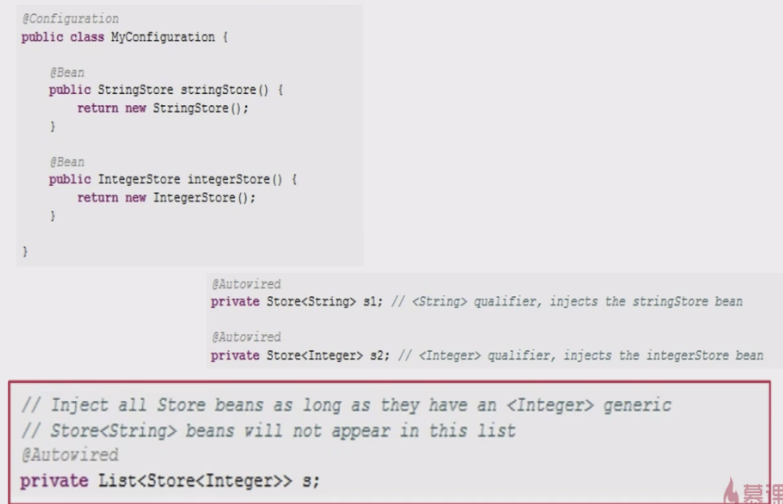 @Configuration
public class MyConfiguration {
@Bean
public StringStore stringStore() {
return new StringStore();
}
@Bean
public IntegerStore integerStore() {
return new IntegerStore();
}
}
@Autowired
private Store<String> s1; // <String> qualifier, injects the stringStore bean
@Autowired
private Store<Integer> s2; // <Integer> qualifier, injects the integerStore bean
// Inject all Store beans as long as they have an <Integer> generic
// Store<String> beans will not appear in this list
@Autowired
private List<Store<Integer>> s;